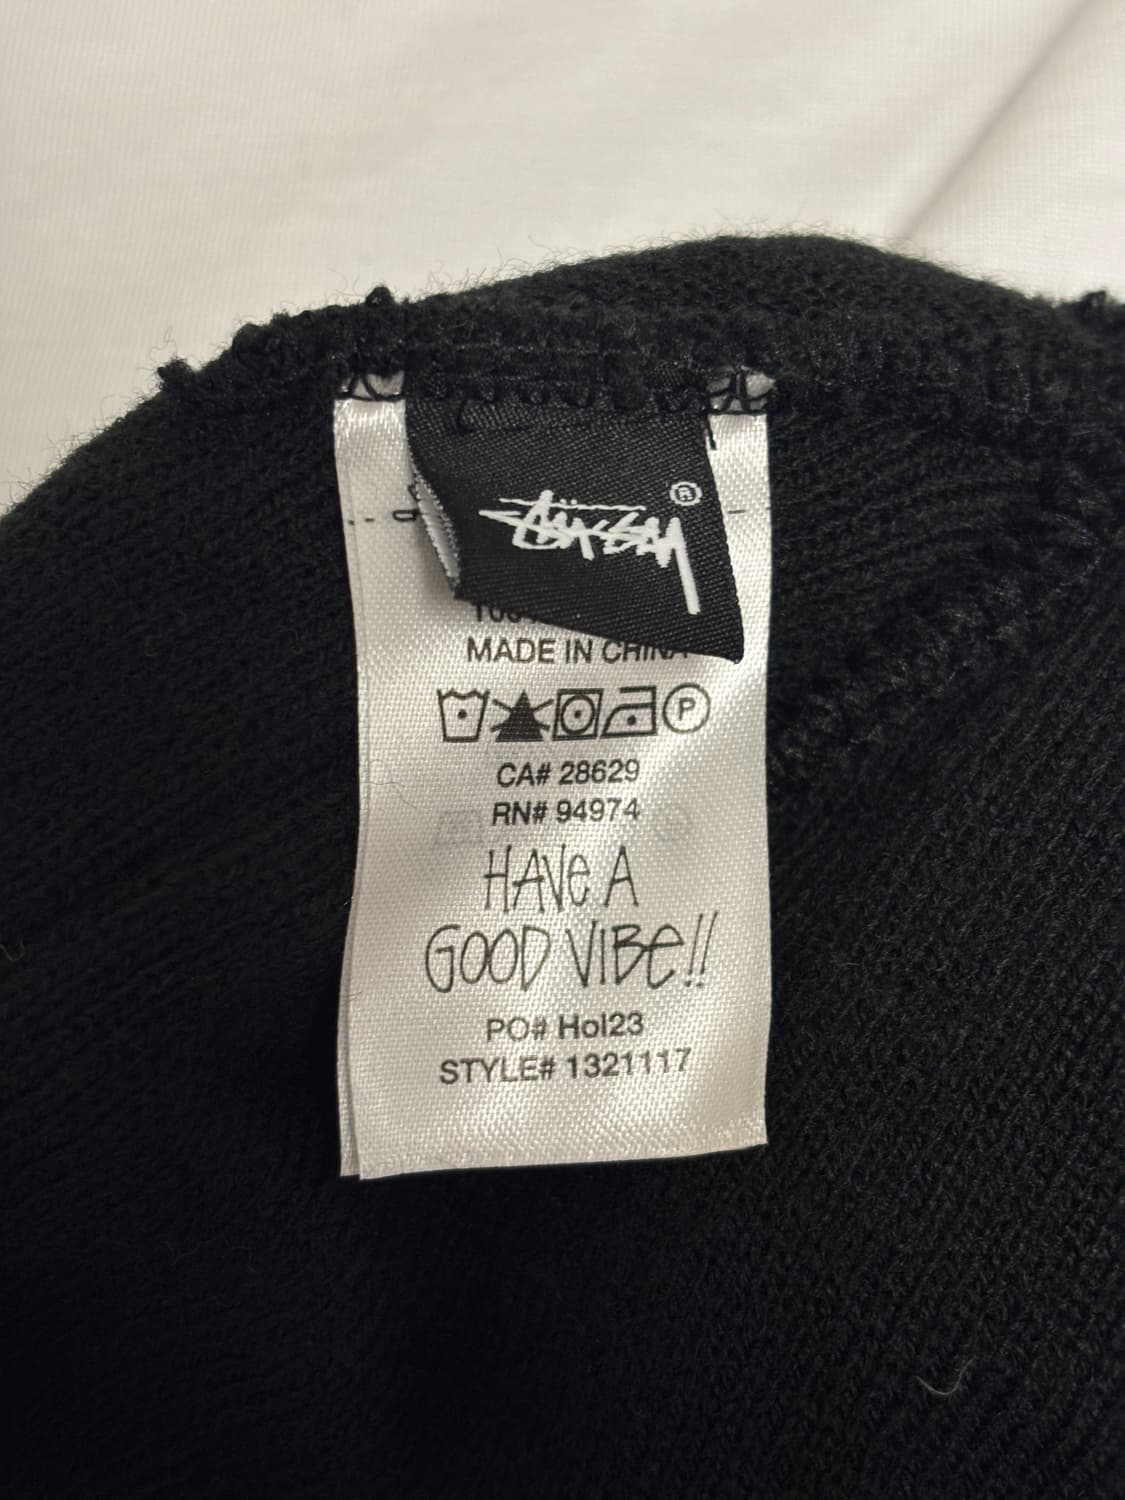 Stüssy ®
MADE IN CHINA
P
CA# 28629
RN# 94974
HAVE A
GOOD VIBE!!
PO# Hol23
STYLE# 1321117